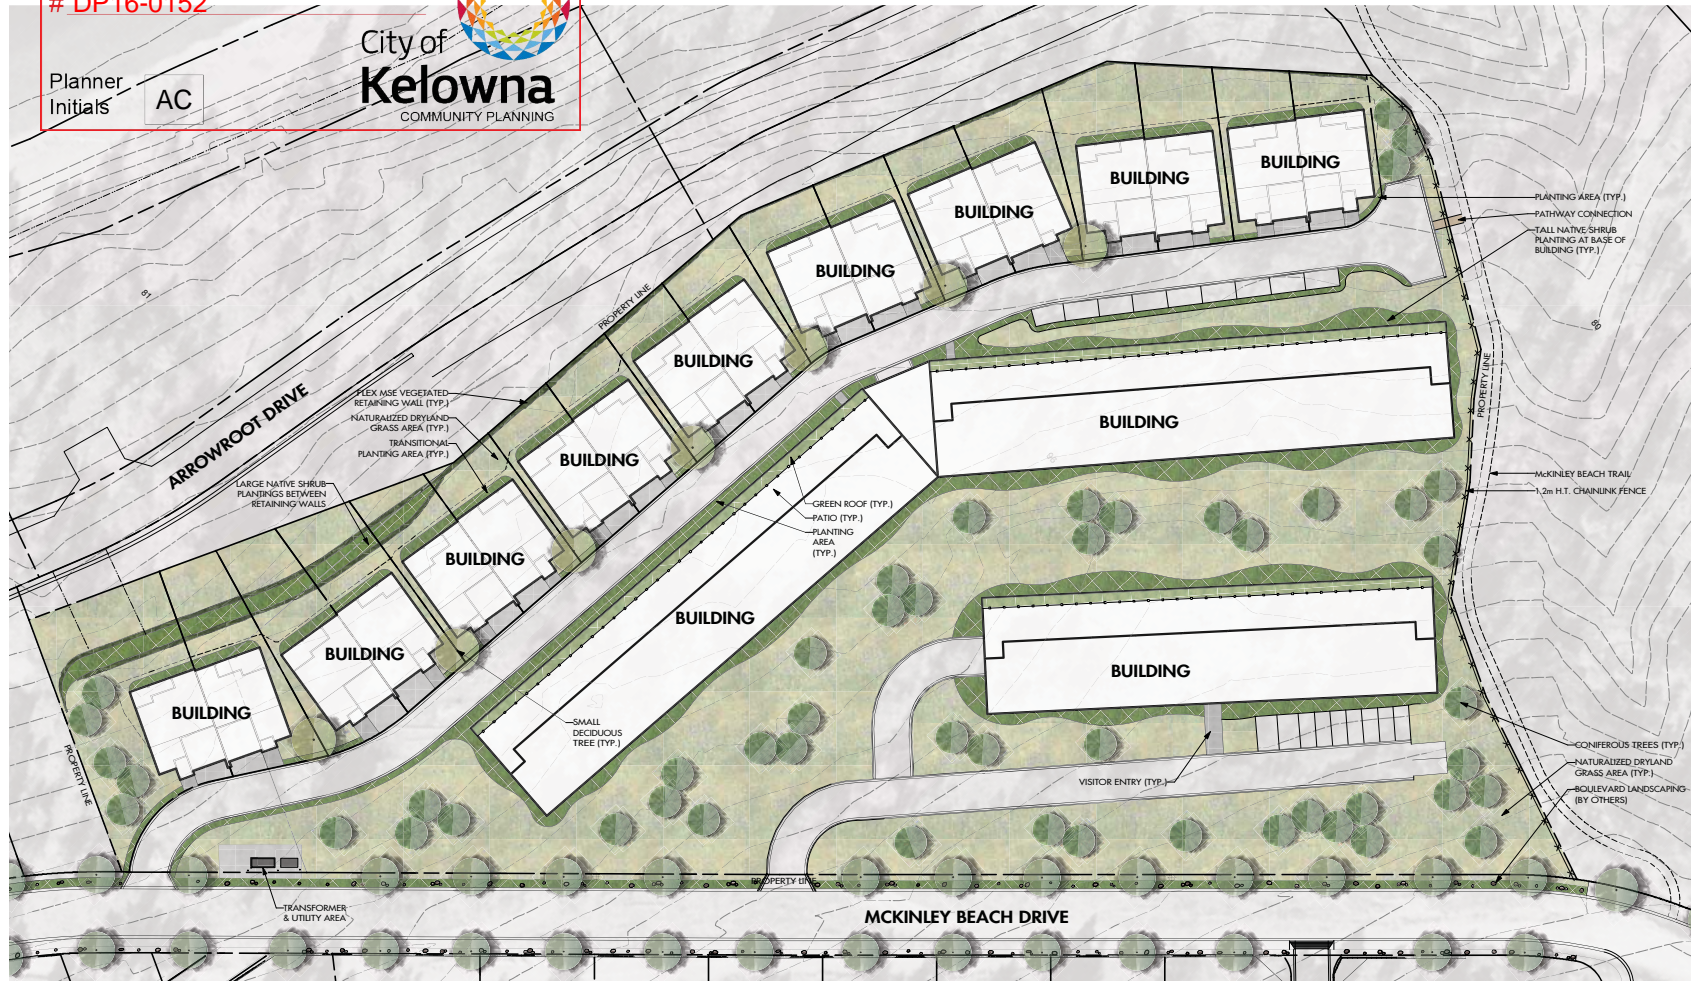 # DP16-0152
City of
Kelowna
COMMUNITY PLANNING
Planner
Initials
AC
BUILDING
BUILDING
BUILDING
BUILDING
BUILDING
BUILDING
BUILDING
BUILDING
BUILDING
BUILDING
BUILDING
BUILDING
PLANTING AREA (TYP.)
PATHWAY CONNECTION
TALL NATIVE SHRUB
PLANTING AT BASE OF
BUILDING (TYP.)
81
80
PROPERTY LINE
PROPERTY LINE
ARROWROOT DRIVE
FLEX MSE VEGETATED
RETAINING WALL (TYP.)
NATURALIZED DRYLAND
GRASS AREA (TYP.)
TRANSITIONAL
PLANTING AREA (TYP.)
LARGE NATIVE SHRUB
PLANTINGS BETWEEN
RETAINING WALLS
GREEN ROOF (TYP.)
PATIO (TYP.)
PLANTING
AREA
(TYP.)
McKINLEY BEACH TRAIL
1.2m H.T. CHAINLINK FENCE
SMALL
DECIDUOUS
TREE (TYP.)
PROPERTY LINE
VISITOR ENTRY (TYP.)
CONIFEROUS TREES (TYP.)
NATURALIZED DRYLAND
GRASS AREA (TYP.)
BOULEVARD LANDSCAPING
(BY OTHERS)
PROPERTY LINE
TRANSFORMER
& UTILITY AREA
MCKINLEY BEACH DRIVE